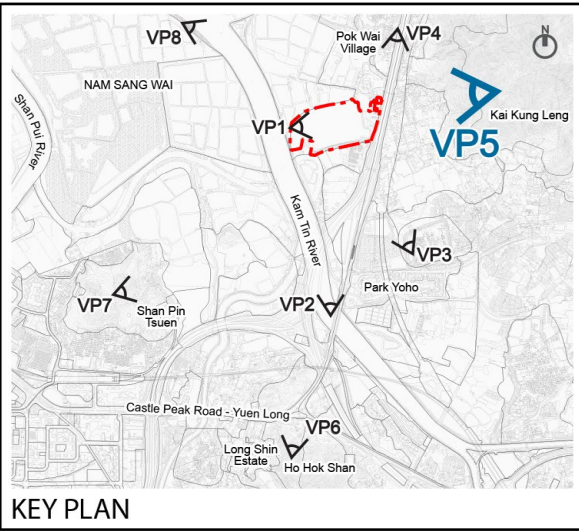 VP8
Pok Wai
Village
VP4
N
NAM SANG WAI
Shan Pui River
VP1
Kai Kung Leng
VP5
Kam Tin River
VP3
Park Yoho
VP7
Shan Pin
Tsuen
VP2
Castle Peak Road - Yuen Long
VP6
Long Shin
Estate
Ho Hok Shan
KEY PLAN